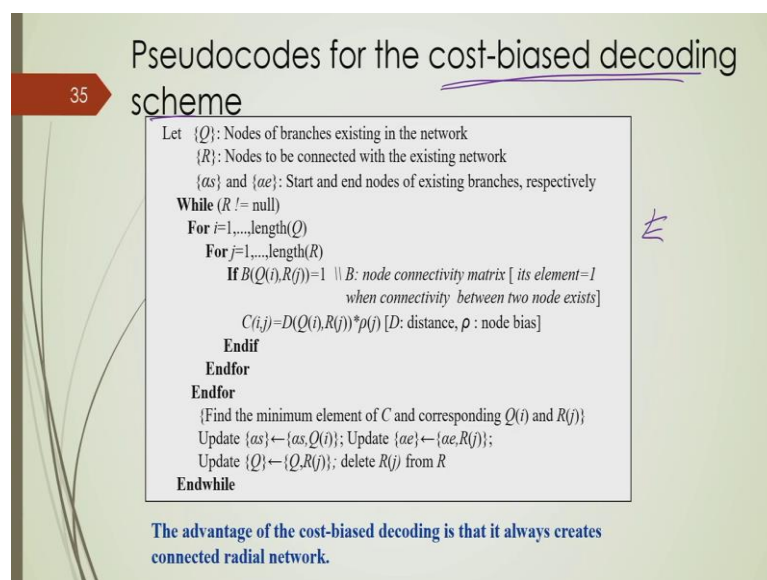 Pseudocodes for the cost-biased decoding
35
scheme
Let {Q}: Nodes of branches existing in the network
{R}: Nodes to be connected with the existing network
{αs} and {αe}: Start and end nodes of existing branches, respectively
While (R != null)
For i=1,...,length(Q)
For j=1,...,length(R)
If B(Q(i),R(j))=1 \\ B: node connectivity matrix [ its element=1
when connectivity between two node exists]
C(i,j)=D(Q(i),R(j))*ρ(j) [D: distance, ρ : node bias]
Endif
Endfor
Endfor
{Find the minimum element of C and corresponding Q(i) and R(j)}
Update {αs}←{αs,Q(i)}; Update {αe}←{αe,R(j)};
Update {Q}←{Q,R(j)}; delete R(j) from R
Endwhile
The advantage of the cost-biased decoding is that it always creates
connected radial network.